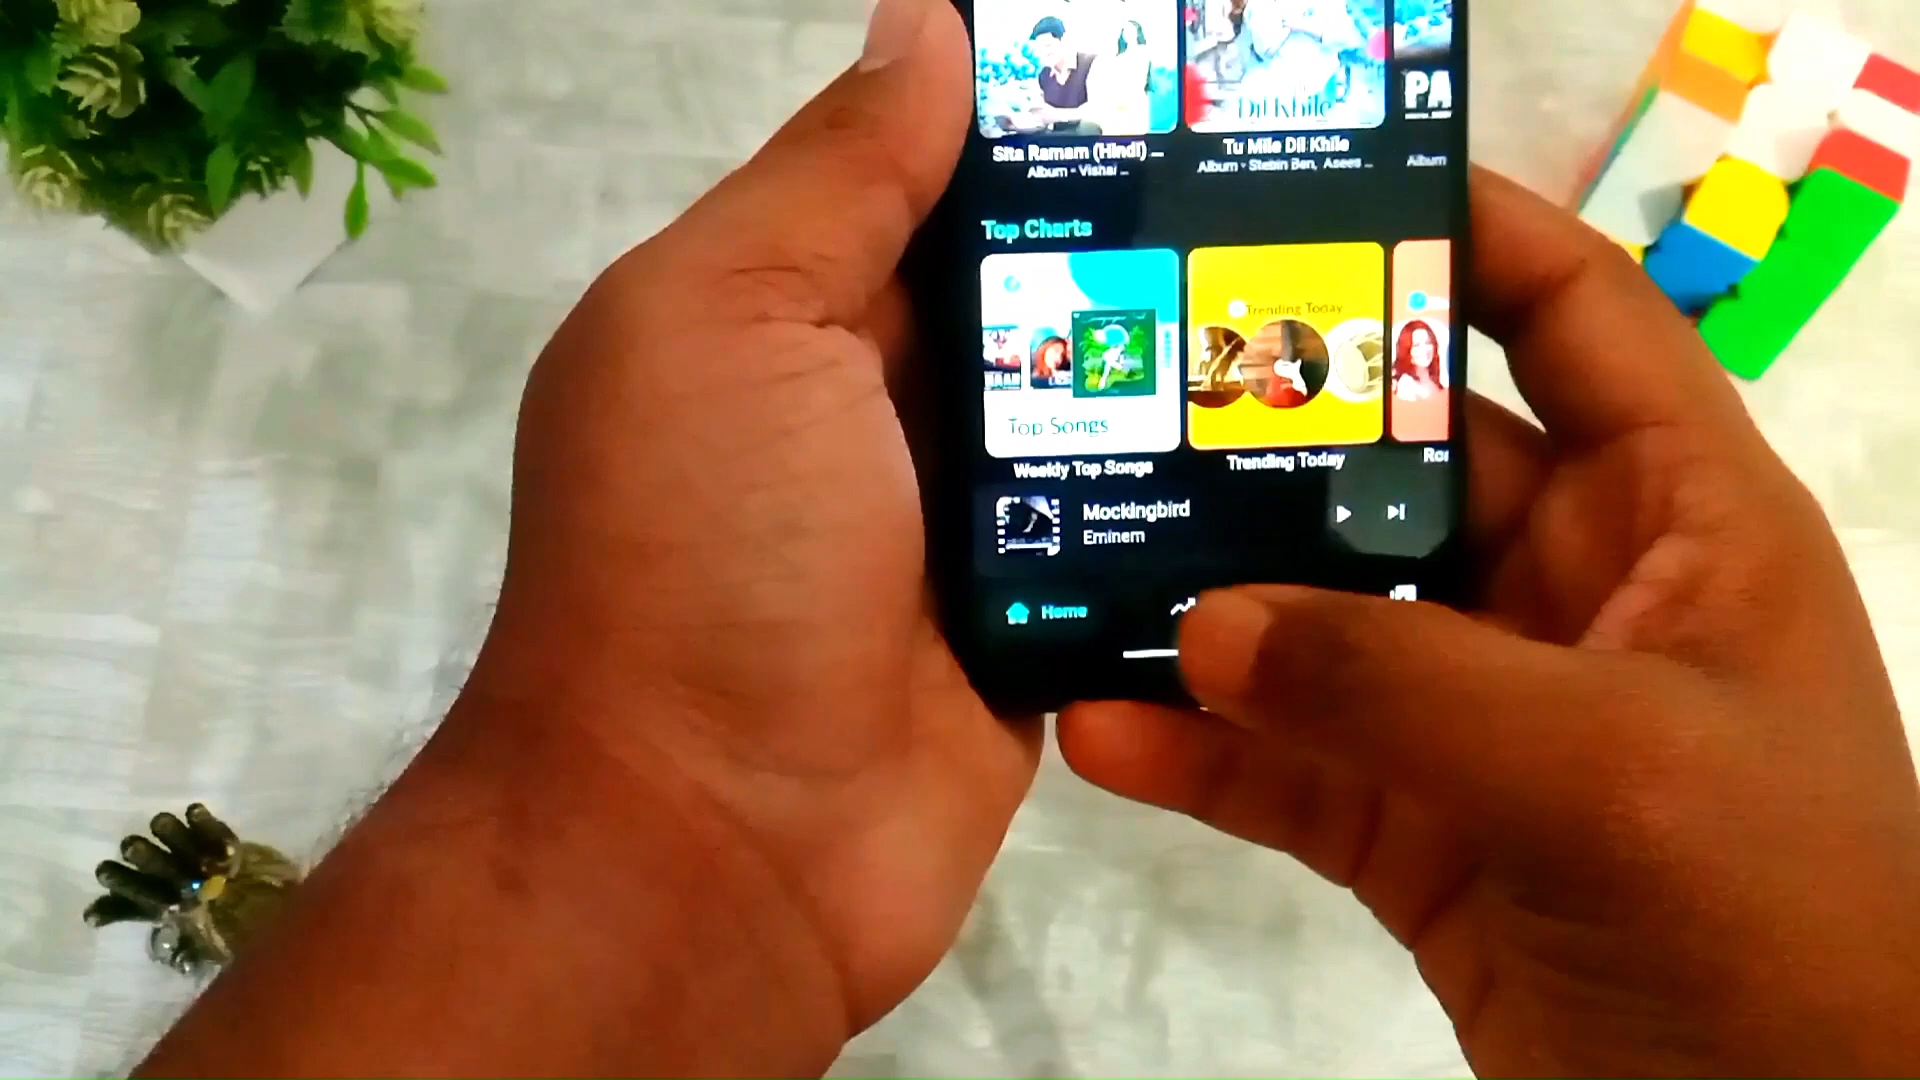 Dil Khile
PA
Sita Ramam (Hindi) ...
Album - Vishal ...
Tu Mile Dil Khile
Album - Stebin Ben, Asees ...
Album
Top Charts
Trending Today
Top Songs
Weekly Top Songs
Trending Today
Mockingbird
Eminem
Home